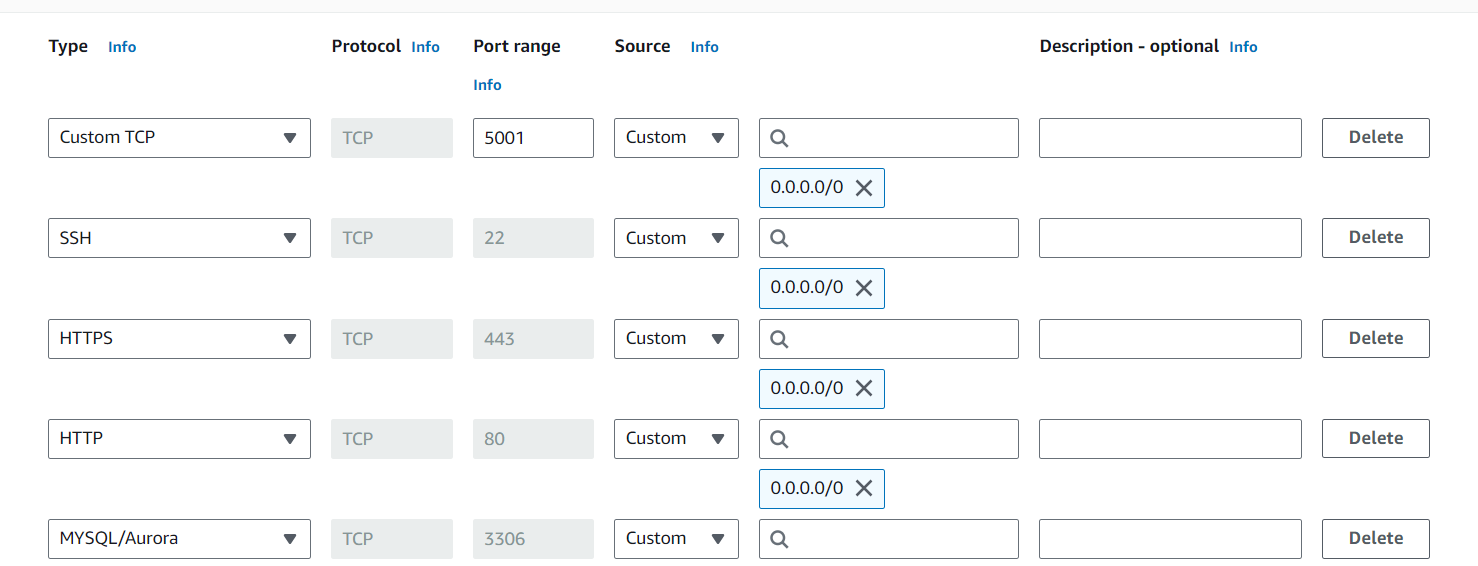 Type Info Protocol Info Port range Source Info Description - optional Info
Info
Custom TCP TCP 5001 Custom Delete
0.0.0.0/0
SSH TCP 22 Custom Delete
0.0.0.0/0
HTTPS TCP 443 Custom Delete
0.0.0.0/0
HTTP TCP 80 Custom Delete
0.0.0.0/0
MYSQL/Aurora TCP 3306 Custom Delete